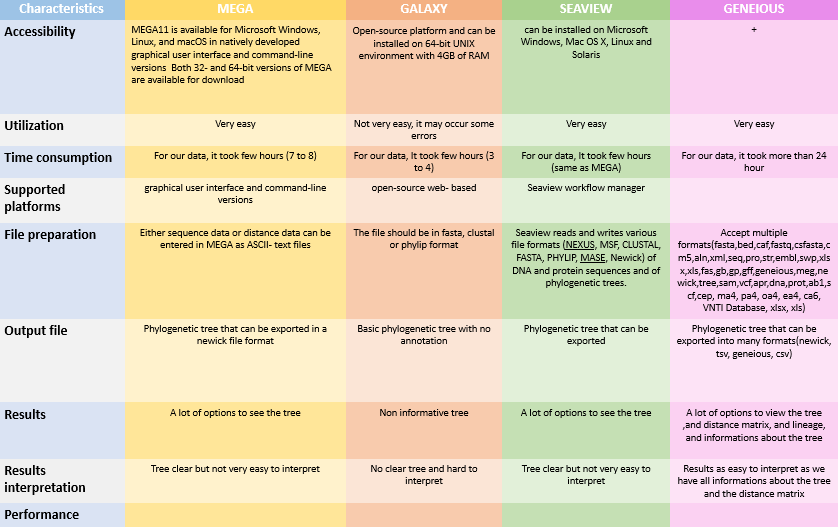 Characteristics MEGA GALAXY SEAVIEW GENEIOUS
Accessibility
MEGA11 is available for Microsoft Windows,
Linux, and macOS in natively developed
graphical user interface and command-line
versions Both 32- and 64-bit versions of MEGA
are available for download
Open-source platform and can be
installed on 64-bit UNIX
environment with 4GB of RAM
can be installed on Microsoft
Windows, Mac OS X, Linux and
Solaris
+
Utilization
Very easy
Not very easy, it may occur some
errors
Very easy
Very easy
Time consumption
For our data, it took few hours (7 to 8)
For our data, It took few hours (3
to 4)
For our data, It took few hours
(same as MEGA)
For our data, it took more than 24
hour
Supported
platforms
graphical user interface and command-line
versions
open-source web- based
Seaview workflow manager
File preparation
Either sequence data or distance data can be
entered in MEGA as ASCII- text files
The file should be in fasta, clustal
or phylip format
Seaview reads and writes various
file formats (NEXUS, MSF, CLUSTAL,
FASTA, PHYLIP, MASE, Newick) of
DNA and protein sequences and of
phylogenetic trees.
Accept multiple
formats(fasta,bed,caf,fastq,csfasta,c
m5,aln,xml,seq,pro,str,embl,swp,xls
x,xls,fas,gb,gp,gff,geneious,meg,ne
wick,tree,sam,vcf,apr,dna,prot,ab1,s
cf,cep, ma4, pa4, oa4, ea4, ca6,
VNTI Database, xlsx, xls)
Output file
Phylogenetic tree that can be exported in a
newick file format
Basic phylogenetic tree with no
annotation
Phylogenetic tree that can be
exported
Phylogenetic tree that can be
exported into many formats(newick,
tsv, geneious, csv)
Results
A lot of options to see the tree
Non informative tree
A lot of options to see the tree
A lot of options to view the tree
,and distance matrix, and lineage,
and informations about the tree
Results
interpretation
Tree clear but not very easy to interpret
No clear tree and hard to
interpret
Tree clear but not very easy to
interpret
Results as easy to interpret as we
have all informations about the tree
and the distance matrix
Performance